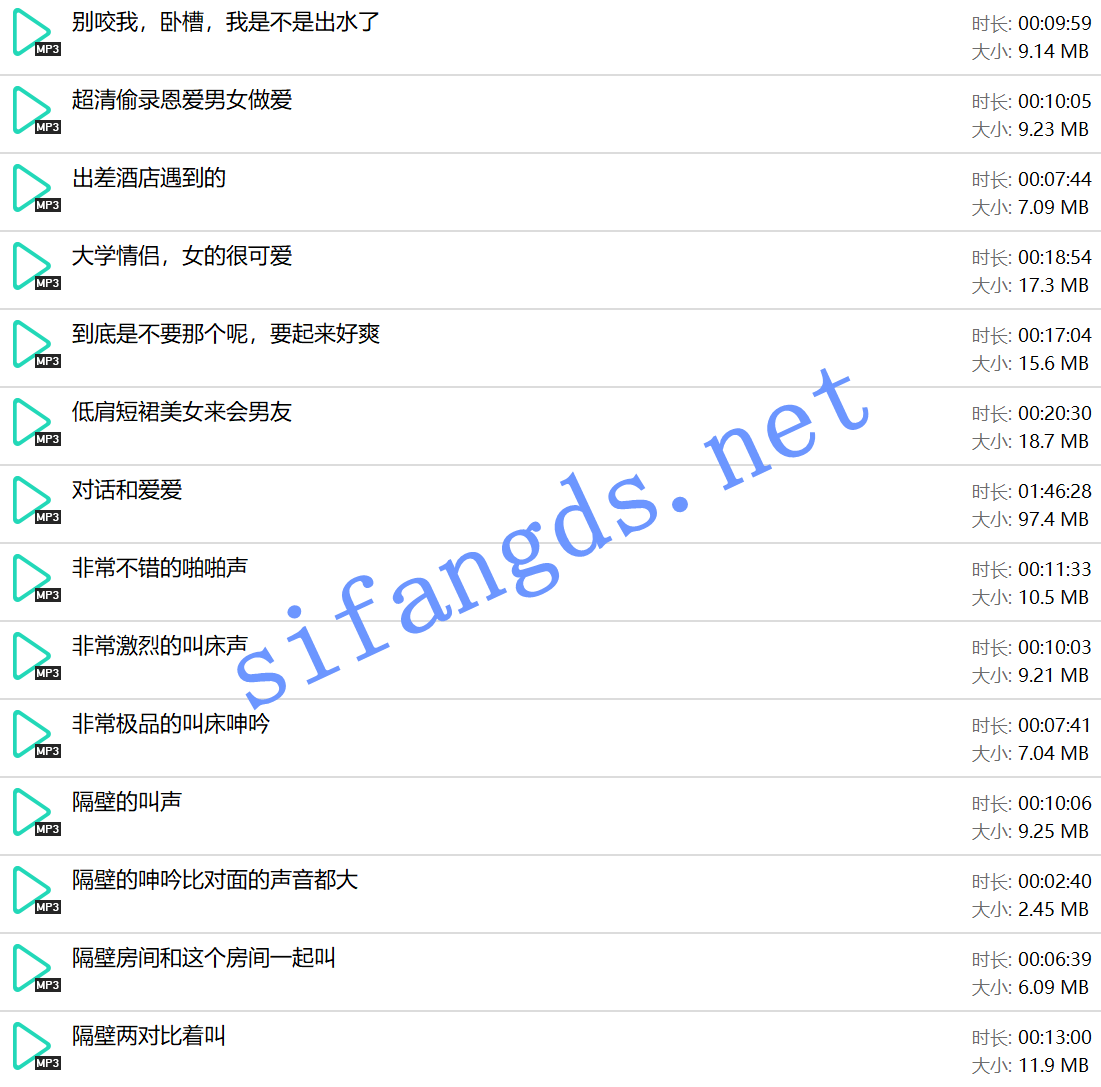 别咬我，卧槽，我是不是出水了
时长: 00:09:59
MP3
大小: 9.14 MB
超清偷录恩爱男女做爱
时长: 00:10:05
MP3
大小: 9.23 MB
出差酒店遇到的
时长: 00:07:44
MP3
大小: 7.09 MB
大学情侣，女的很可爱
时长: 00:18:54
MP3
大小: 17.3 MB
到底是不要那个呢，要起来好爽
时长: 00:17:04
MP3
大小: 15.6 MB
低肩短裙美女来会男友
时长: 00:20:30
MP3
大小: 18.7 MB
对话和爱爱
时长: 01:46:28
MP3
大小: 97.4 MB
非常不错的啪啪声
时长: 00:11:33
MP3
大小: 10.5 MB
非常激烈的叫床声
时长: 00:10:03
MP3
大小: 9.21 MB
非常极品的叫床呻吟
时长: 00:07:41
MP3
大小: 7.04 MB
隔壁的叫声
时长: 00:10:06
MP3
大小: 9.25 MB
隔壁的呻吟比对面的声音都大
时长: 00:02:40
MP3
大小: 2.45 MB
隔壁房间和这个房间一起叫
时长: 00:06:39
MP3
大小: 6.09 MB
隔壁两对比着叫
时长: 00:13:00
MP3
大小: 11.9 MB
sifangds.net